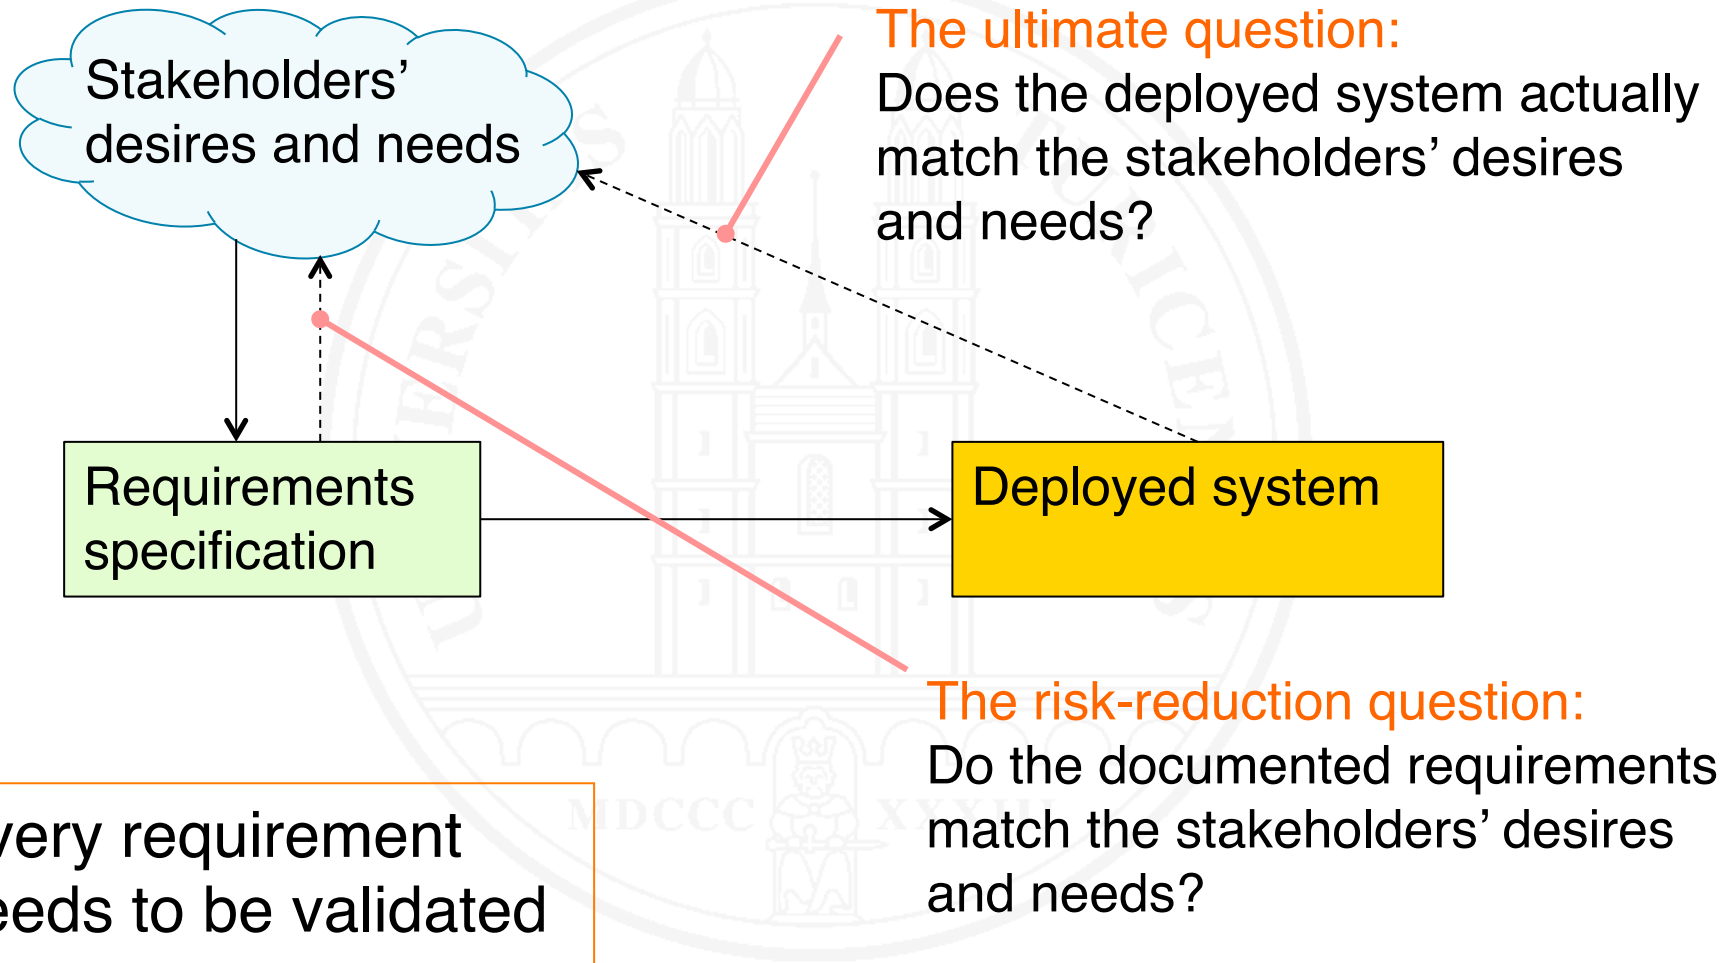 Stakeholders’
desires and needs
The ultimate question:
Does the deployed system actually
match the stakeholders’ desires
and needs?
Requirements
specification
Deployed system
The risk-reduction question:
Do the documented requirements
match the stakeholders’ desires
and needs?
very requirement
eeds to be validated
MDCCC